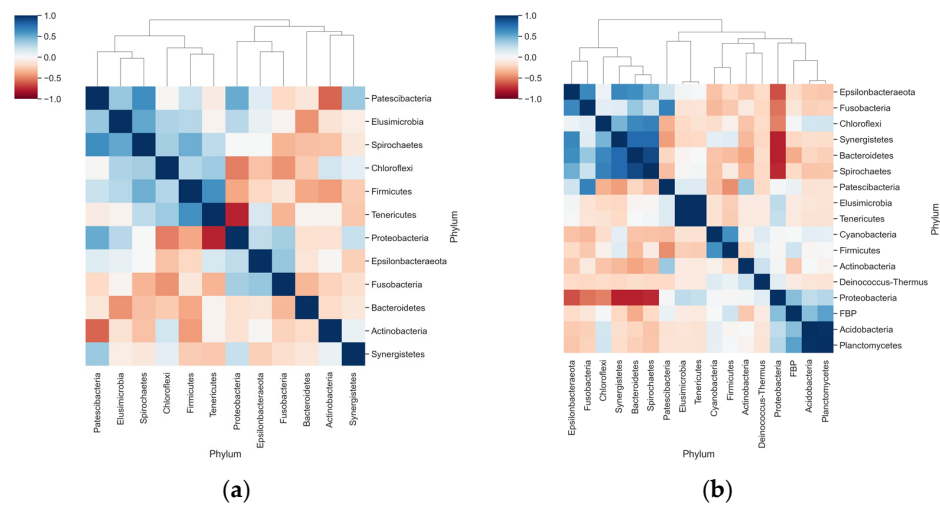 1.0
0.5
0.0
−0.5
−1.0
Patescibacteria
Elusimicrobia
Spirochaetes
Chloroflexi
Firmicutes
Tenericutes
Proteobacteria
Epsilonbacteraeota
Fusobacteria
Bacteroidetes
Actinobacteria
Synergistetes
Phylum
Patescibacteria
Elusimicrobia
Spirochaetes
Chloroflexi
Firmicutes
Tenericutes
Proteobacteria
Epsilonbacteraeota
Fusobacteria
Bacteroidetes
Actinobacteria
Synergistetes
Phylum
(a)
1.0
0.5
0.0
−0.5
−1.0
Epsilonbacteraeota
Fusobacteria
Chloroflexi
Synergistetes
Bacteroidetes
Spirochaetes
Patescibacteria
Elusimicrobia
Tenericutes
Cyanobacteria
Firmicutes
Actinobacteria
Deinococcus-Thermus
Proteobacteria
FBP
Acidobacteria
Planctomycetes
Phylum
Epsilonbacteraeota
Fusobacteria
Chloroflexi
Synergistetes
Bacteroidetes
Spirochaetes
Patescibacteria
Elusimicrobia
Tenericutes
Cyanobacteria
Firmicutes
Actinobacteria
Deinococcus-Thermus
Proteobacteria
FBP
Acidobacteria
Planctomycetes
Phylum
(b)